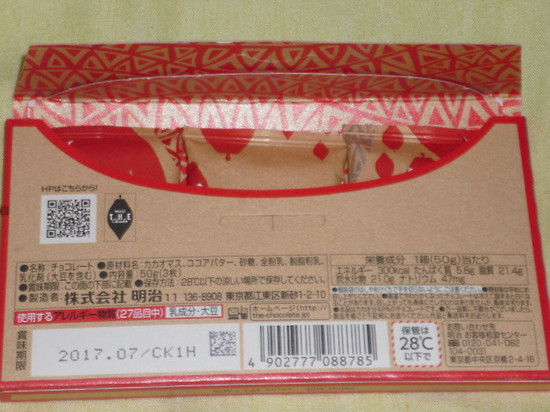 HPはこちらから!
THE
●名称:チョコレート ●原材料名:カカオマス、ココアバター、砂糖、全粉乳、脱脂粉乳、
乳化剤(大豆を含む) ●内容量:50g(3枚)
●賞味期限:この面の下部に記載 ●保存方法:28℃以下の涼しい場所で保存してください。
●製造者:株式会社 明治11 136-8908 東京都江東区新砂1-2-10
使用するアレルギー物質(27品目中) 乳成分・大豆
ホームページ(http://
the-chocolate.jp)
栄養成分 1箱(50g)当たり
エネルギー 300kcal たんぱく質 5.8g 脂質 21.4g
炭水化物 21.0g ナトリウム 47mg
賞味期限
2017.07/CK1H
4902777088785
保管は
28℃
以下で
お問い合わせ先
明治 お客様相談センター
0120-041-082
104-0031
東京都中央区京橋2-4-16